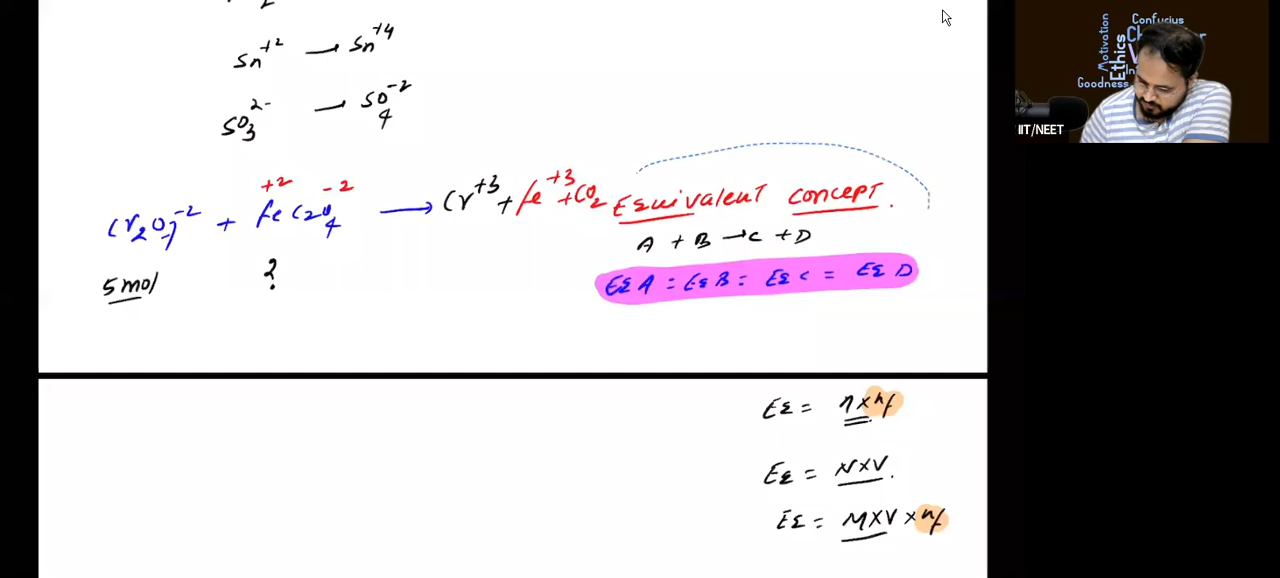 Sn+2 → Sn+4
SO3 2- → SO4 -2
Cr2O7 -2 + Fe+2 C2O4 -2 → Cr+3 + Fe+3 + CO2
5 mol ?
Equivalent concept.
A + B → C + D
Eq A = Eq B = Eq C = Eq D
Eq = n × nf
Eq = N×V.
Eq = M×V × nf
Motivation
Confucius
Ethics
Goodness
IIT/NEET